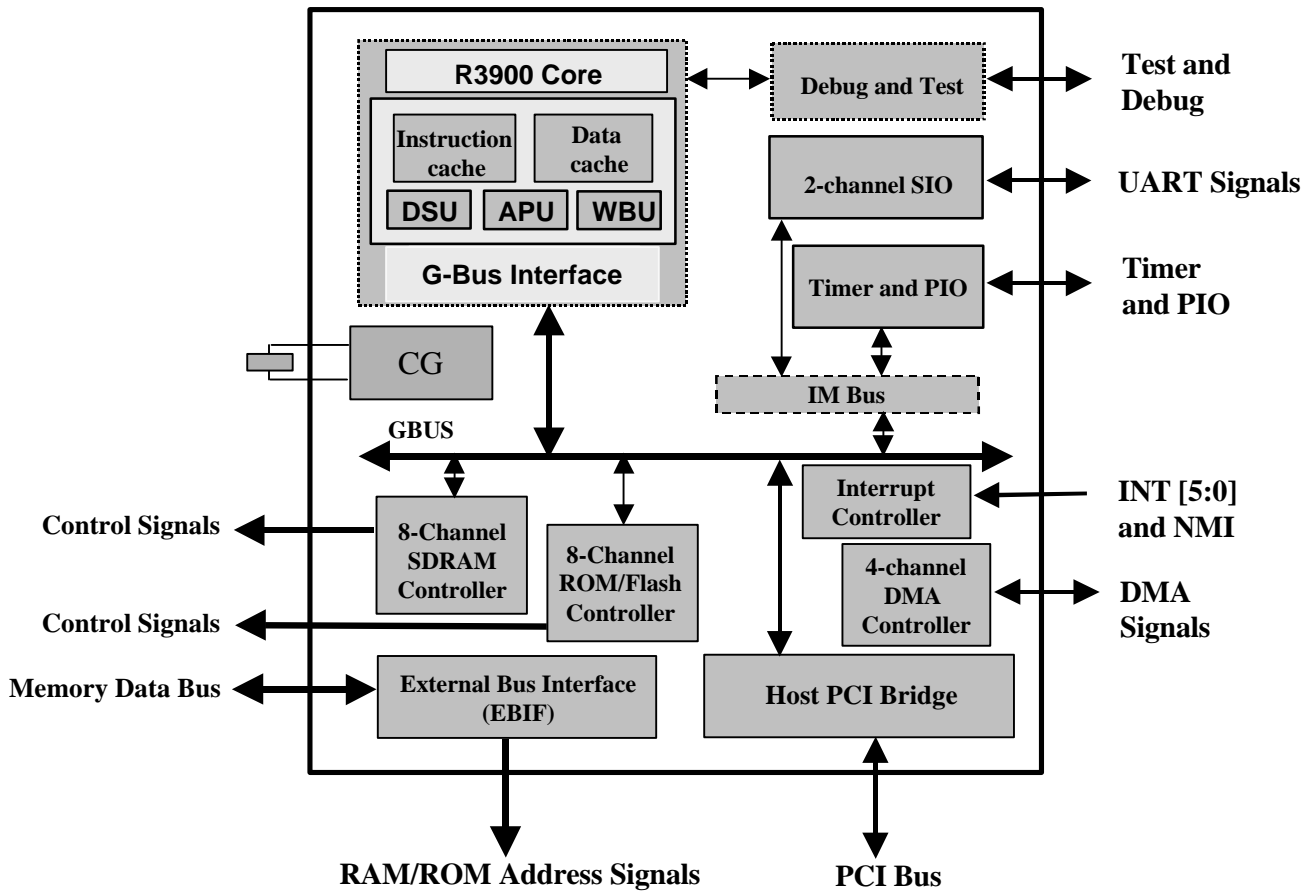 R3900 Core
Instruction
cache
Data
cache
DSU
APU
WBU
G-Bus Interface
Debug and Test
Test and
Debug
2-channel SIO
UART Signals
Timer and PIO
Timer
and PIO
CG
IM Bus
GBUS
Interrupt
Controller
INT [5:0]
and NMI
Control Signals
8-Channel
SDRAM
Controller
8-Channel
ROM/Flash
Controller
4-channel
DMA
Controller
DMA
Signals
Control Signals
Memory Data Bus
External Bus Interface
(EBIF)
Host PCI Bridge
RAM/ROM Address Signals
PCI Bus